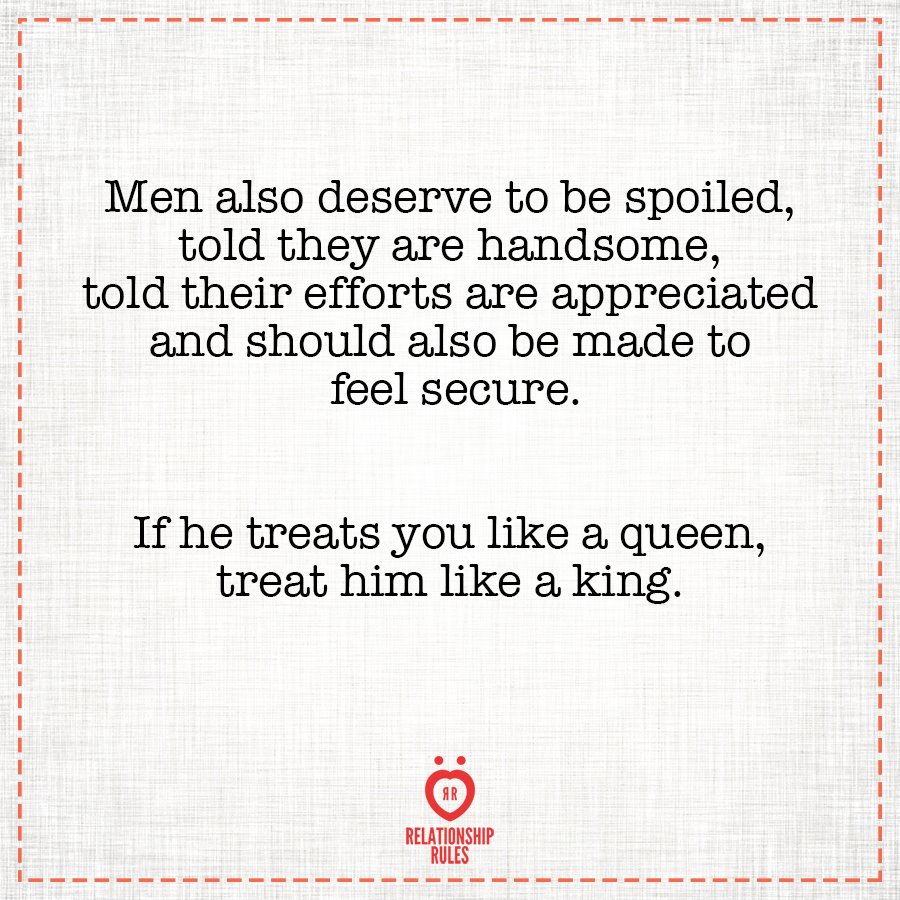 Men also deserve to be spoiled,
told they are handsome,
told their efforts are appreciated
and should also be made to
feel secure.
If he treats you like a queen,
treat him like a king.
ЯR
RELATIONSHIP
RULES